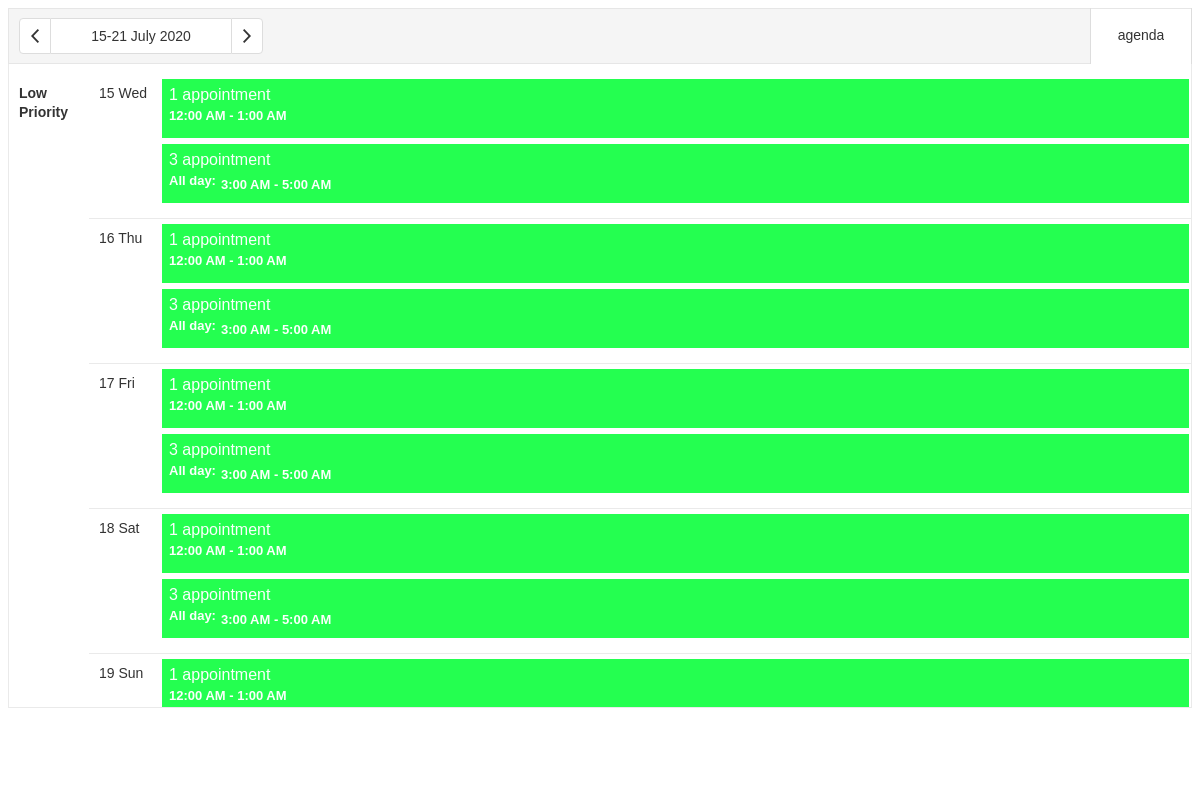 15-21 July 2020
agenda
Low
Priority
15 Wed
1 appointment
12:00 AM - 1:00 AM
3 appointment
All day: 3:00 AM - 5:00 AM
16 Thu
1 appointment
12:00 AM - 1:00 AM
3 appointment
All day: 3:00 AM - 5:00 AM
17 Fri
1 appointment
12:00 AM - 1:00 AM
3 appointment
All day: 3:00 AM - 5:00 AM
18 Sat
1 appointment
12:00 AM - 1:00 AM
3 appointment
All day: 3:00 AM - 5:00 AM
19 Sun
1 appointment
12:00 AM - 1:00 AM